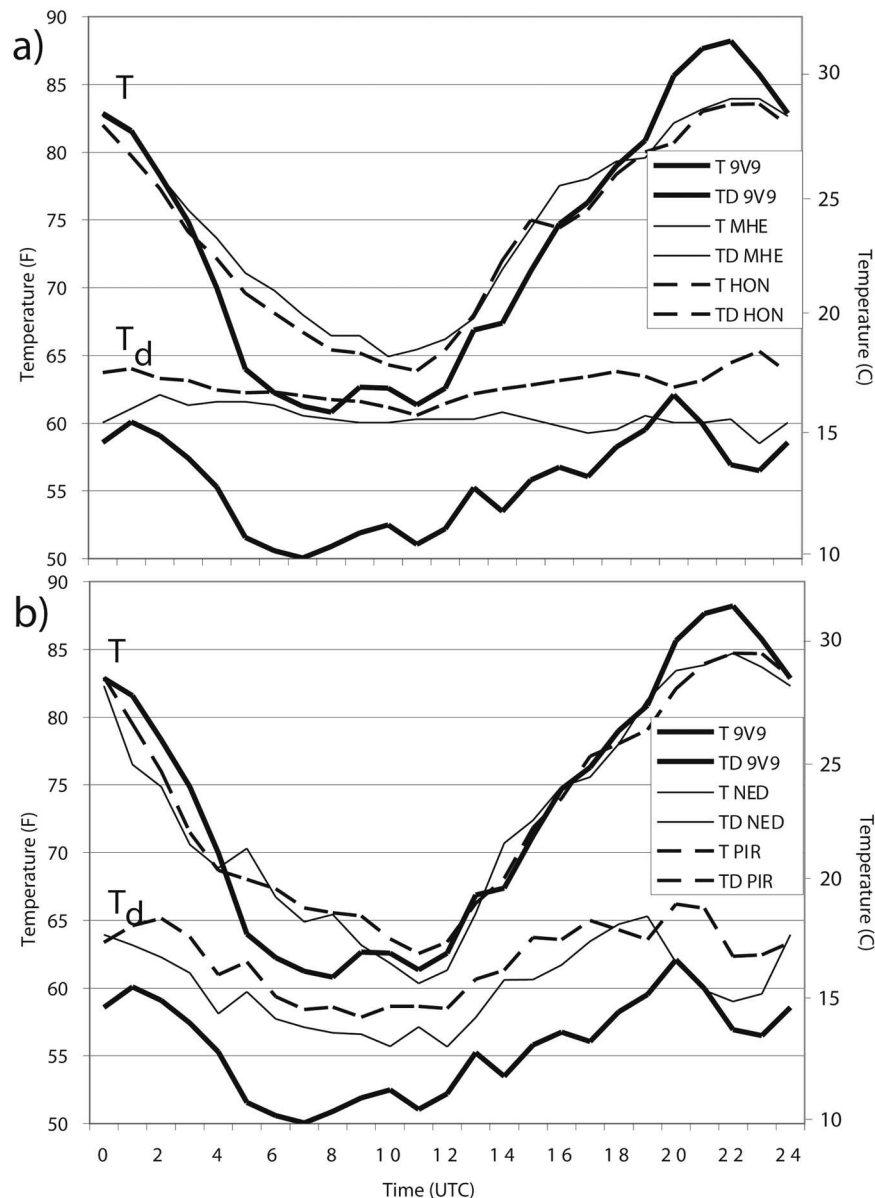 a)
T
T d
Temperature (F)
90
85
80
75
70
65
60
55
50
30
25
20
15
10
Temperature (C)
T 9V9
TD 9V9
T MHE
TD MHE
T HON
TD HON
b)
T
T d
Temperature (F)
90
85
80
75
70
65
60
55
50
30
25
20
15
10
Temperature (C)
T 9V9
TD 9V9
T NED
TD NED
T PIR
TD PIR
0 2 4 6 8 10 12 14 16 18 20 22 24
Time (UTC)